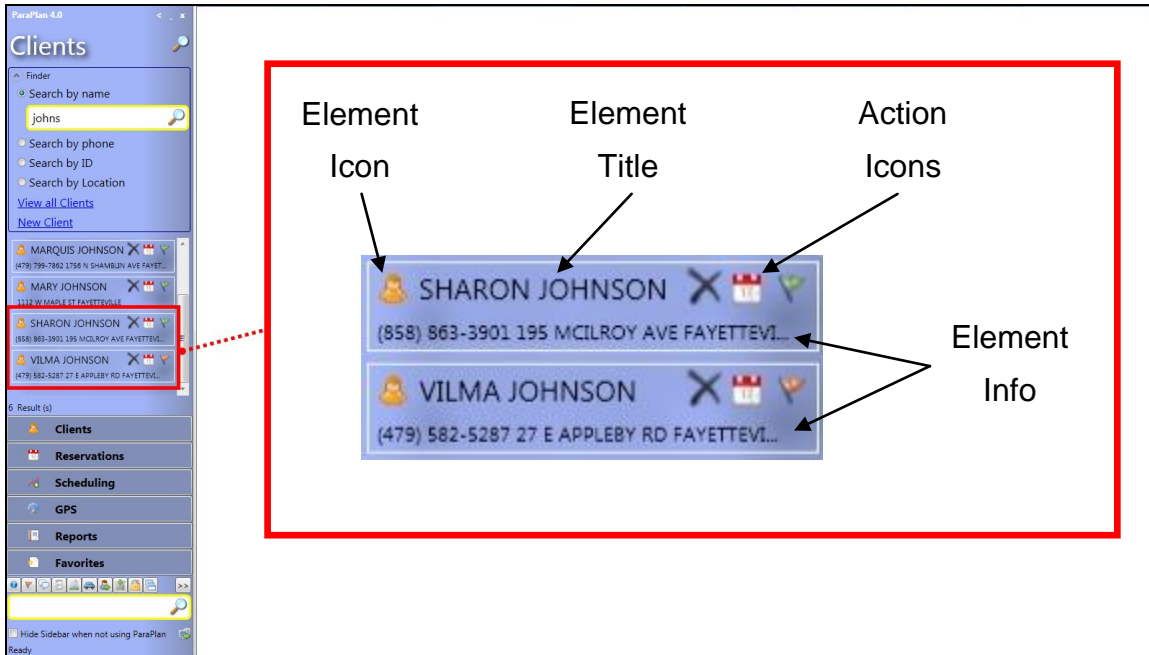 ParaPlan 4.0
Clients
Finder
Search by name
johns
Search by phone
Search by ID
Search by Location
View all Clients
New Client
MARQUIS JOHNSON
(479) 799-7862 1756 N SHAMBLIN AVE FAYET...
MARY JOHNSON
1112 W MAPLE ST FAYETTEVILLE
SHARON JOHNSON
(858) 863-3901 195 MCILROY AVE FAYETTEVI...
VILMA JOHNSON
(479) 582-5287 27 E APPLEBY RD FAYETTEVI...
6 Result (s)
Clients
Reservations
Scheduling
GPS
Reports
Favorites
>>
Hide Sidebar when not using ParaPlan
Ready
Element
Icon
Element
Title
Action
Icons
SHARON JOHNSON
(858) 863-3901 195 MCILROY AVE FAYETTEVI...
VILMA JOHNSON
(479) 582-5287 27 E APPLEBY RD FAYETTEVI...
Element
Info